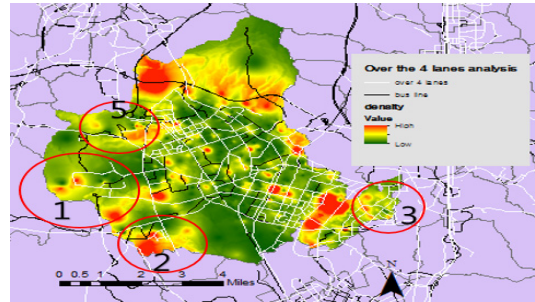 Over the 4 lanes analysis
over 4 lanes
bus line
density
Value
High
Low
5
1
3
2
N
0 0.5 1 2 3 4
Miles